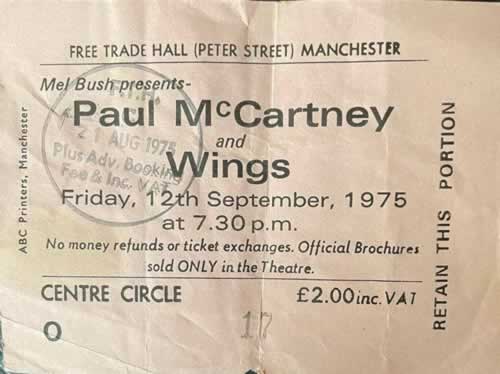 FREE TRADE HALL (PETER STREET) MANCHESTER
Mel Bush presents-
Paul McCartney
and
Wings
Friday, 12th September, 1975
at 7.30 p.m.
No money refunds or ticket exchanges. Official Brochures
sold ONLY in the Theatre.
CENTRE CIRCLE £2.00 inc. VAT
O 17
ABC Printers, Manchester
RETAIN THIS PORTION
F.T.H.
21 AUG 1975
Plus Adv. Booking
Fee & Inc. VAT